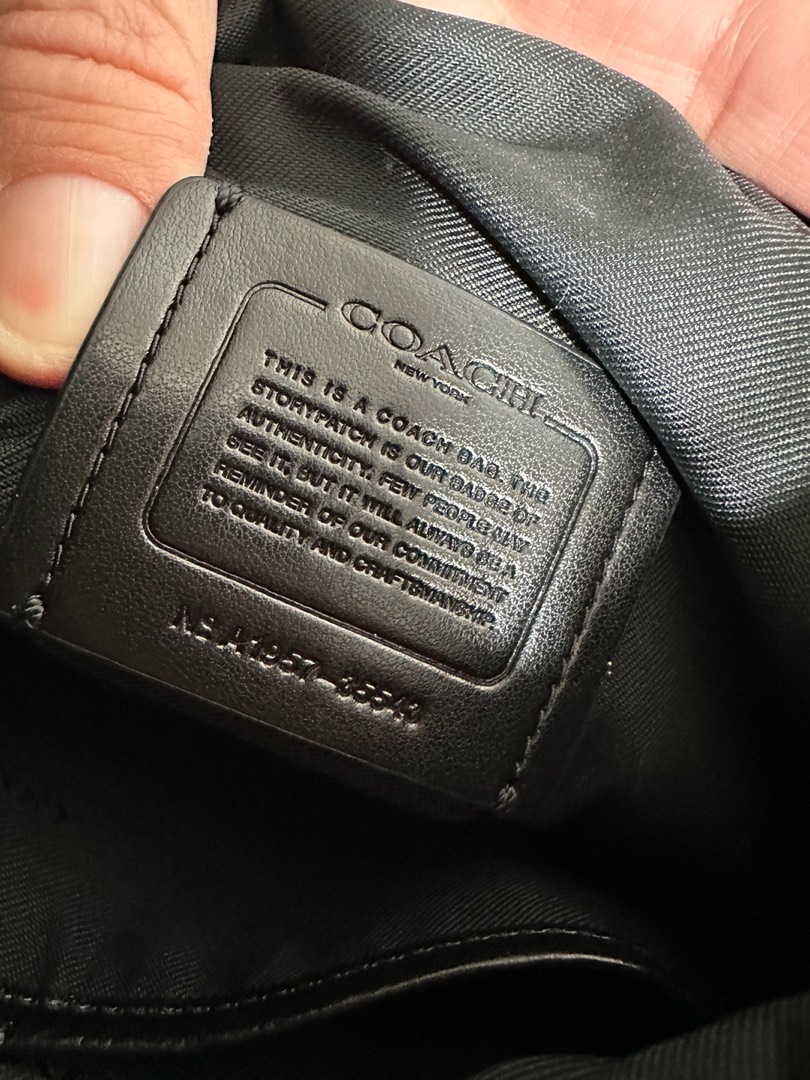 COACH
NEW YORK
THIS IS A COACH BAG. THIS
STORYPATCH IS OUR BADGE OF
AUTHENTICITY. FEW PEOPLE MAY
SEE IT, BUT IT WILL ALWAYS BE A
REMINDER OF OUR COMMITMENT
TO QUALITY AND CRAFTSMANSHIP.